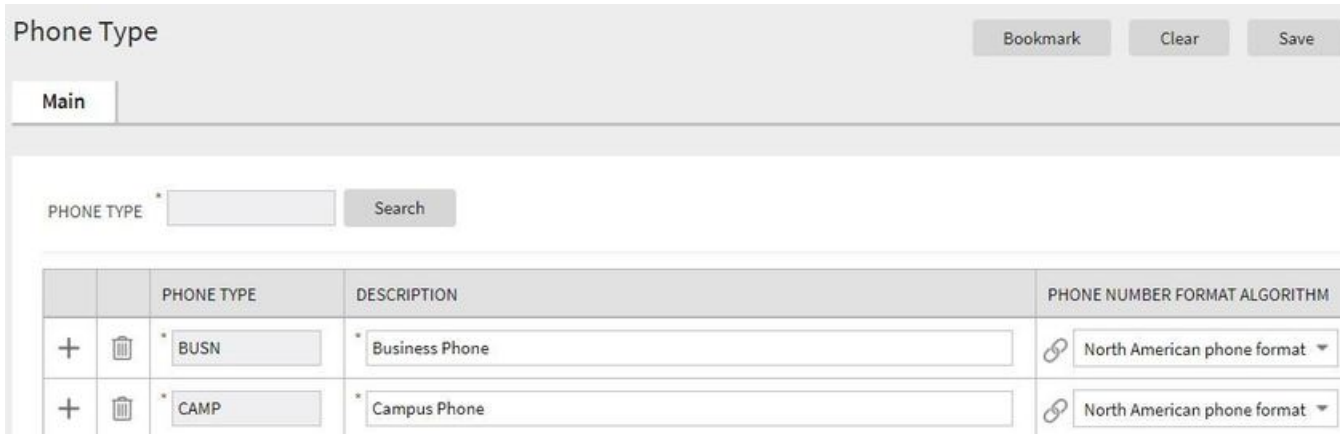 Phone Type
Bookmark Clear Save
Main
PHONE TYPE * Search
PHONE TYPE DESCRIPTION PHONE NUMBER FORMAT ALGORITHM
+ * BUSN * Business Phone North American phone format
+ * CAMP * Campus Phone North American phone format